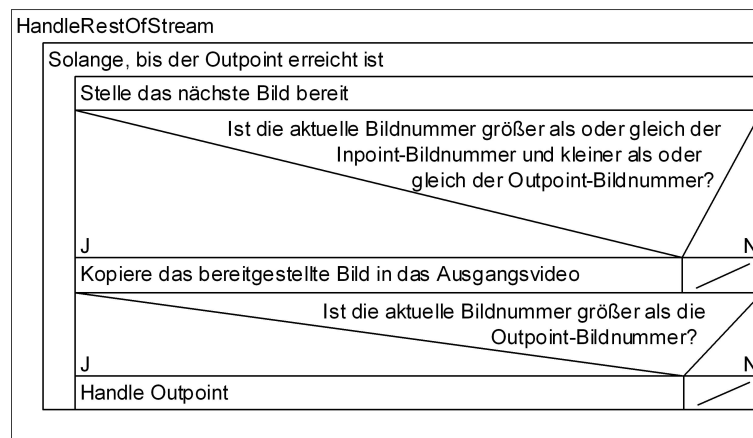 HandleRestOfStream
Solange, bis der Outpoint erreicht ist
Stelle das nächste Bild bereit
Ist die aktuelle Bildnummer größer als oder gleich der
Inpoint-Bildnummer und kleiner als oder
gleich der Outpoint-Bildnummer?
J
N
Kopiere das bereitgestellte Bild in das Ausgangsvideo
Ist die aktuelle Bildnummer größer als die
Outpoint-Bildnummer?
J
N
Handle Outpoint